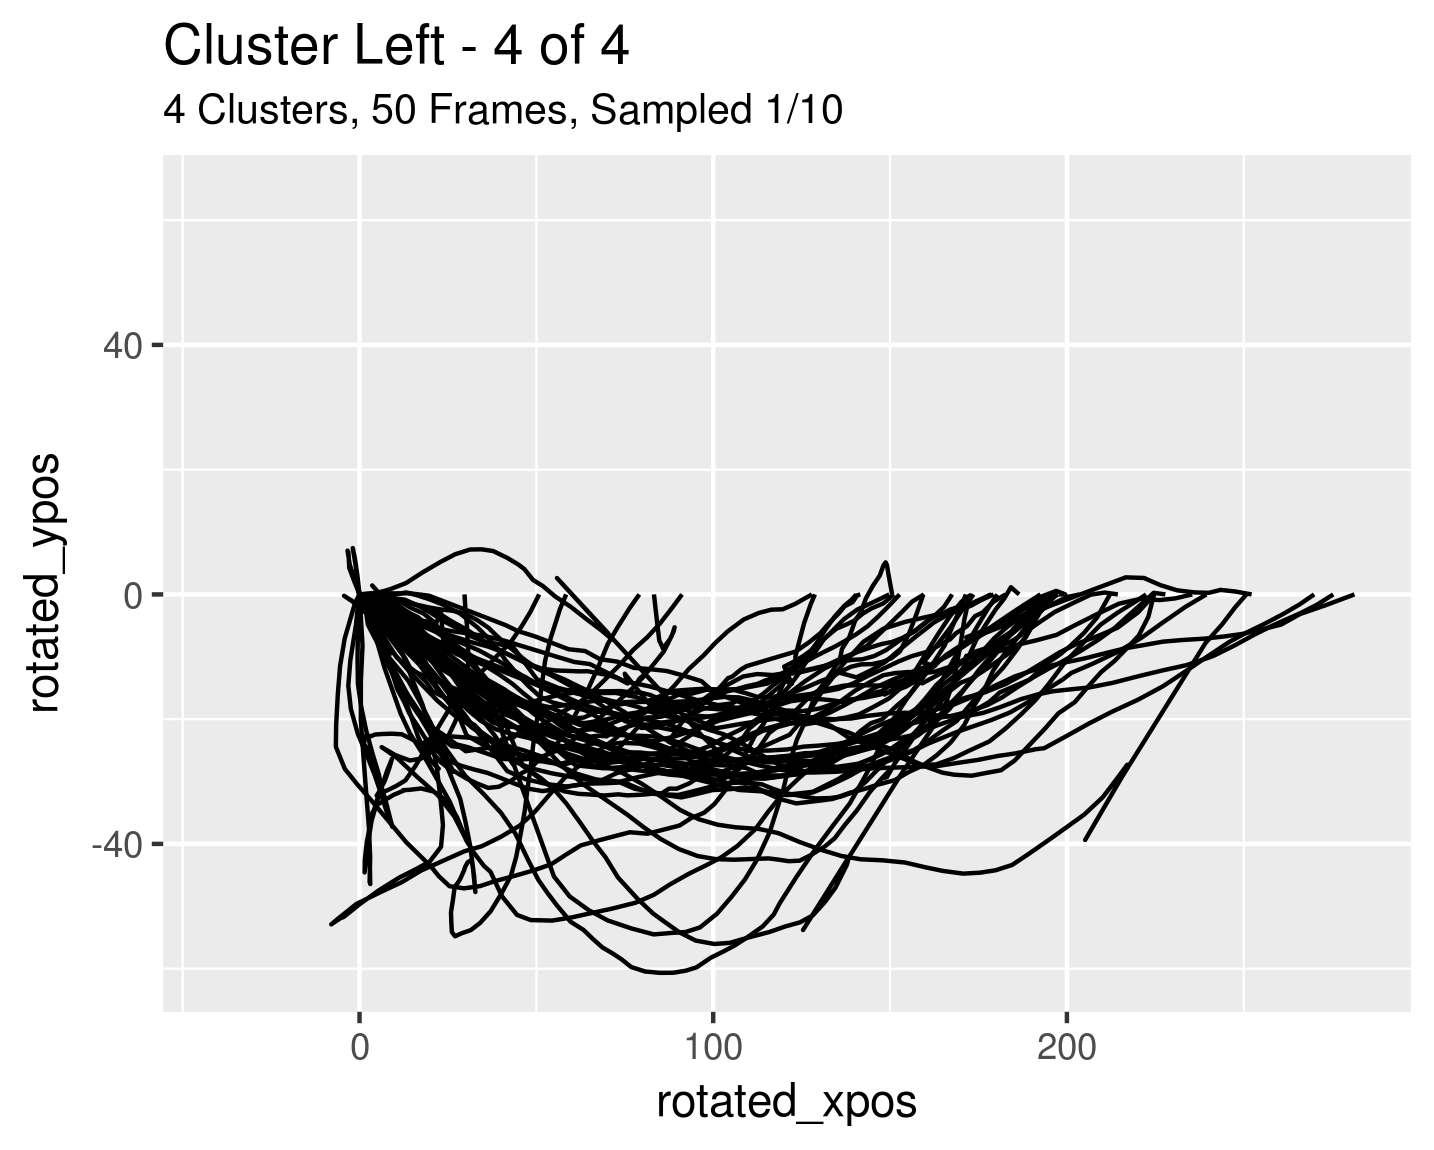 Cluster Left - 4 of 4
4 Clusters, 50 Frames, Sampled 1/10
rotated_ypos
40
0
-40
0 100 200
rotated_xpos